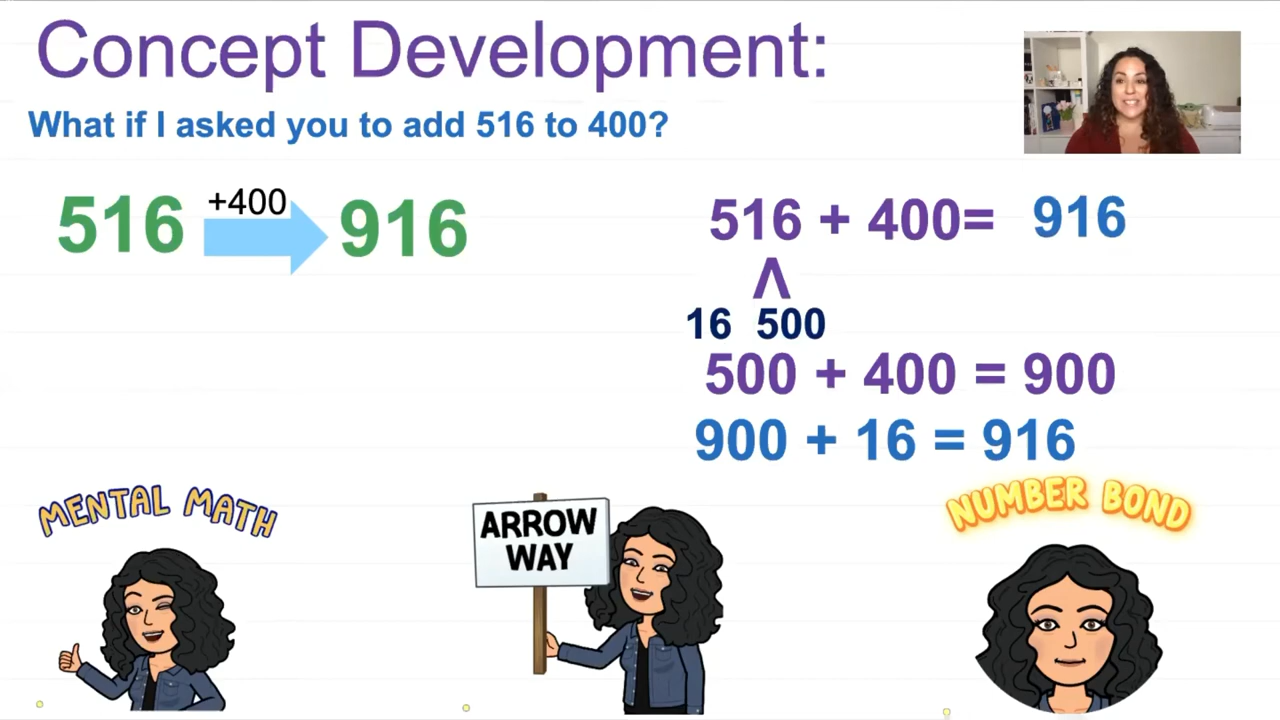 Concept Development:
What if I asked you to add 516 to 400?
516 +400 916
516 + 400= 916
16 500
500 + 400 = 900
900 + 16 = 916
MENTAL MATH
ARROW
WAY
NUMBER BOND